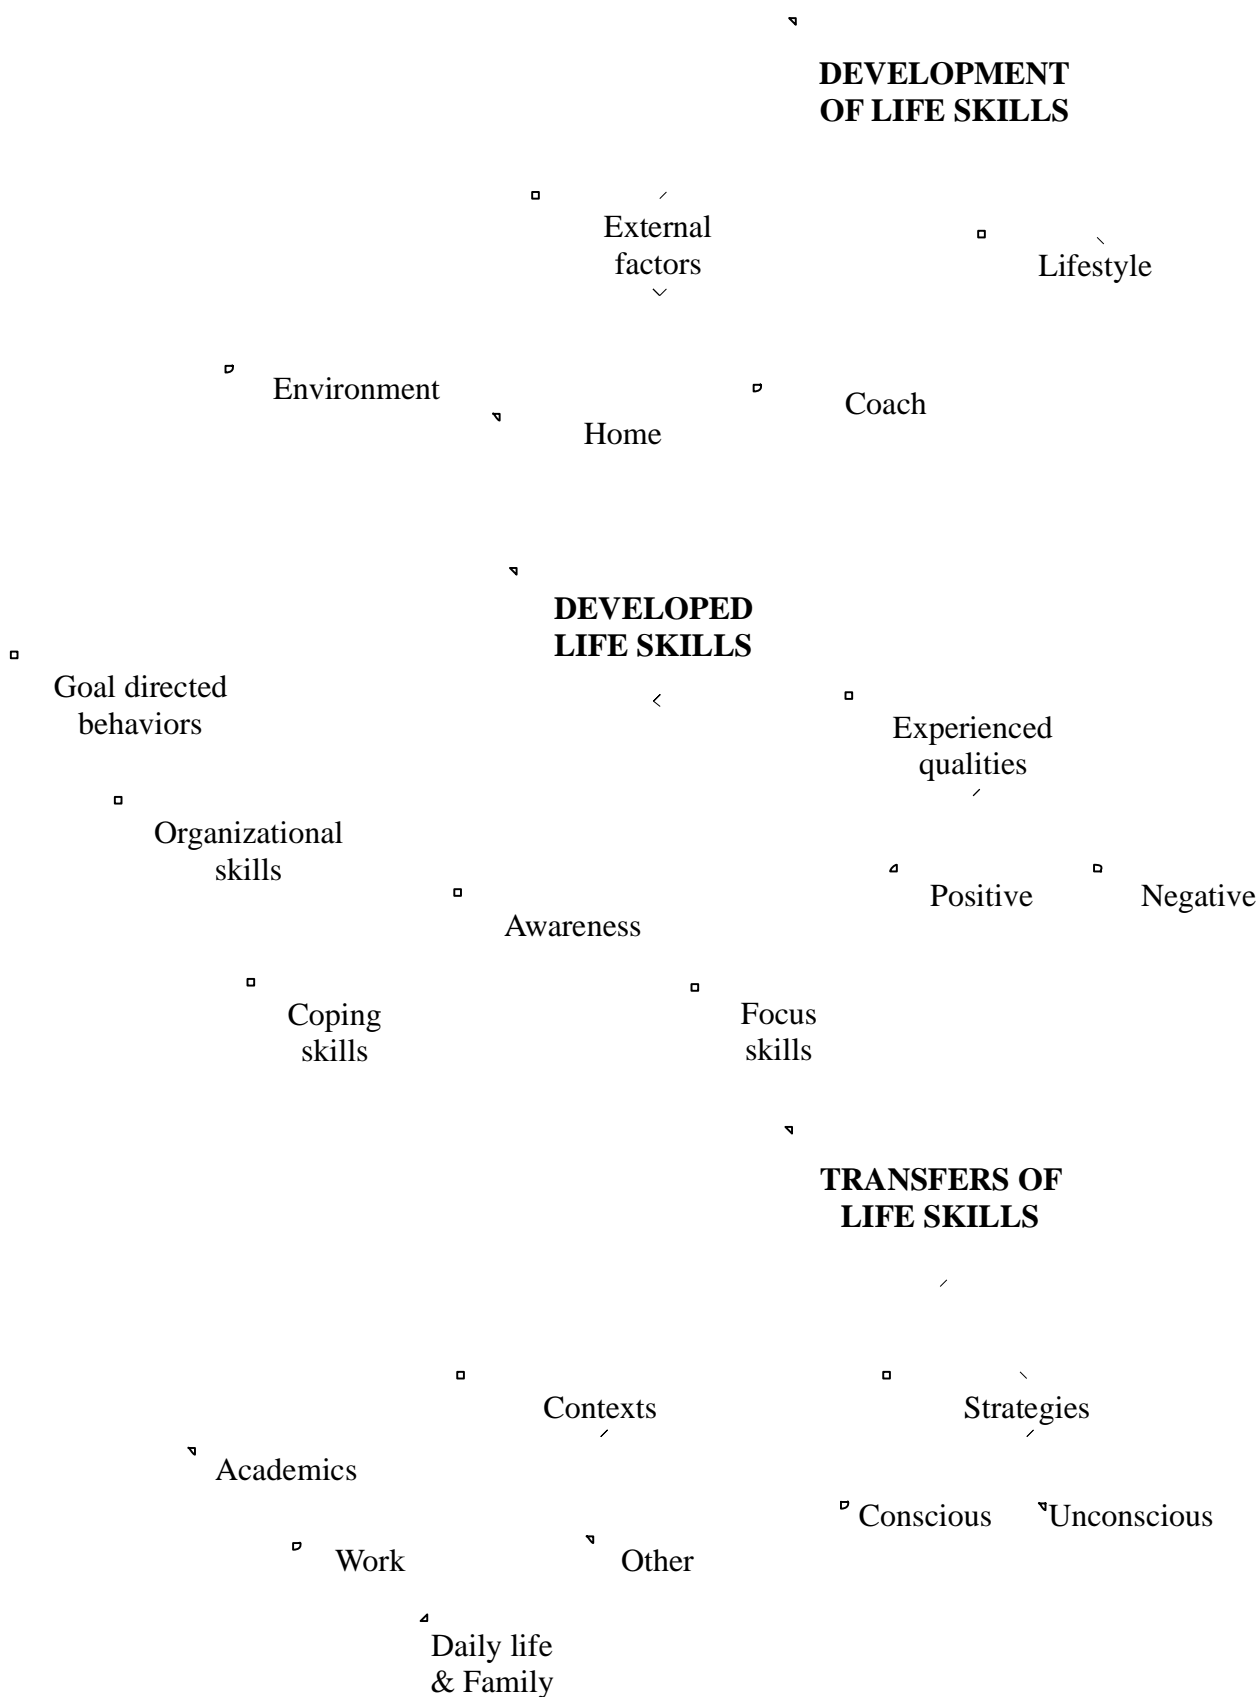 DEVELOPMENT
OF LIFE SKILLS
External
factors
Lifestyle
Environment
Home
Coach
DEVELOPED
LIFE SKILLS
Goal directed
behaviors
Experienced
qualities
Organizational
skills
Positive
Negative
Awareness
Coping
skills
Focus
skills
TRANSFERS OF
LIFE SKILLS
Contexts
Strategies
Academics
Conscious
Unconscious
Work
Other
Daily life
& Family